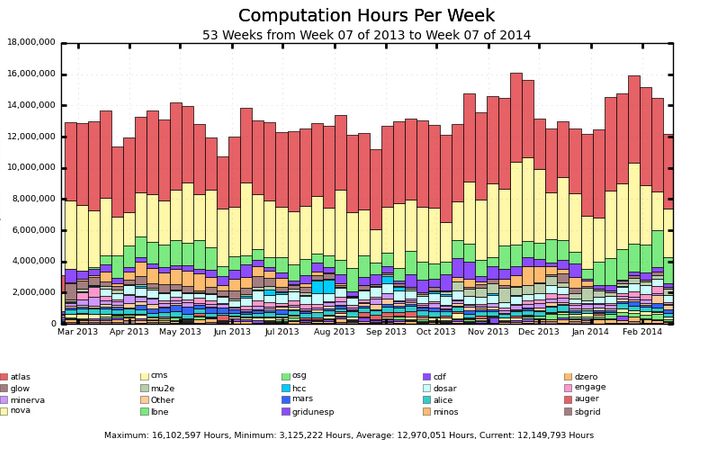 Computation Hours Per Week
53 Weeks from Week 07 of 2013 to Week 07 of 2014
18,000,000
16,000,000
14,000,000
12,000,000
10,000,000
8,000,000
6,000,000
4,000,000
2,000,000
0
Mar 2013 Apr 2013 May 2013 Jun 2013 Jul 2013 Aug 2013 Sep 2013 Oct 2013 Nov 2013 Dec 2013 Jan 2014 Feb 2014
atlas cms osg cdf dzero
glow mu2e hcc dosar engage
minerva Other mars alice auger
nova lbne gridunesp minos sbgrid
Maximum: 16,102,597 Hours, Minimum: 3,125,222 Hours, Average: 12,970,051 Hours, Current: 12,149,793 Hours